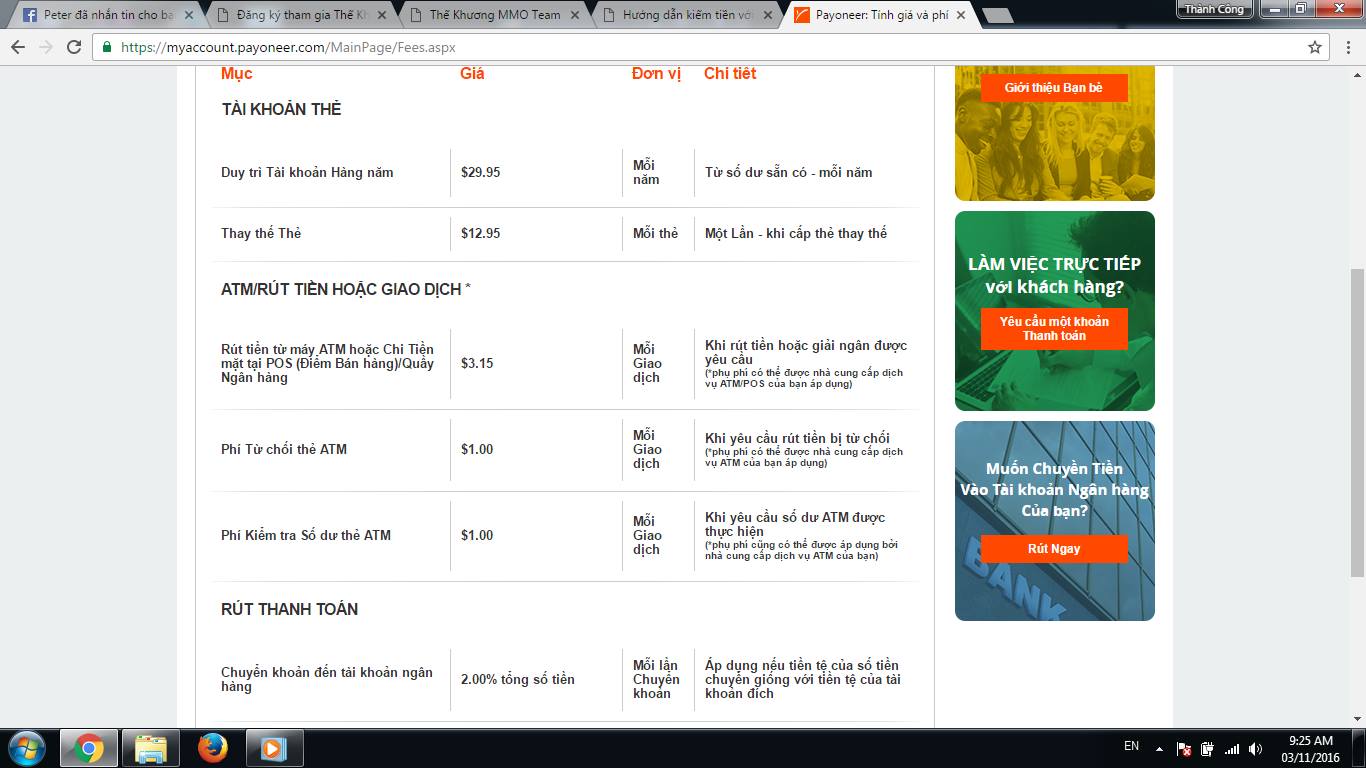 Peter đã nhắn tin cho bạ
Đăng ký tham gia Thế Kh
Thế Khương MMO Team
Hướng dẫn kiếm tiền với
Payoneer: Tính giá và phí
Thành Công
https://myaccount.payoneer.com/MainPage/Fees.aspx
Mục Giá Đơn vị Chi tiết
TÀI KHOẢN THẺ
Duy trì Tài khoản Hàng năm
$29.95
Mỗi
năm
Từ số dư sẵn có - mỗi năm
Thay thế Thẻ
$12.95
Mỗi thẻ
Một Lần - khi cấp thẻ thay thế
ATM/RÚT TIỀN HOẶC GIAO DỊCH *
Rút tiền từ máy ATM hoặc Chi Tiền
mặt tại POS (Điểm Bán hàng)/Quầy
Ngân hàng
$3.15
Mỗi
Giao
dịch
Khi rút tiền hoặc giải ngân được
yêu cầu
(*phụ phí có thể được nhà cung cấp dịch
vụ ATM/POS của bạn áp dụng)
Phí Từ chối thẻ ATM
$1.00
Mỗi
Giao
dịch
Khi yêu cầu rút tiền bị từ chối
(*phụ phí có thể được nhà cung cấp dịch
vụ ATM của bạn áp dụng)
Phí Kiểm tra Số dư thẻ ATM
$1.00
Mỗi
Giao
dịch
Khi yêu cầu số dư ATM được
thực hiện
(*phụ phí cũng có thể được áp dụng bởi
nhà cung cấp dịch vụ ATM của bạn)
RÚT THANH TOÁN
Chuyển khoản đến tài khoản ngân
hàng
2.00% tổng số tiền
Mỗi lần
Chuyển
khoản
Áp dụng nếu tiền tệ của số tiền
chuyển giống với tiền tệ của tài
khoản đích
Giới thiệu Bạn bè
LÀM VIỆC TRỰC TIẾP
với khách hàng?
Yêu cầu một khoản
Thanh toán
Muốn Chuyển Tiền
Vào Tài khoản Ngân hàng
Của bạn?
Rút Ngay
BANK
EN
9:25 AM
03/11/2016